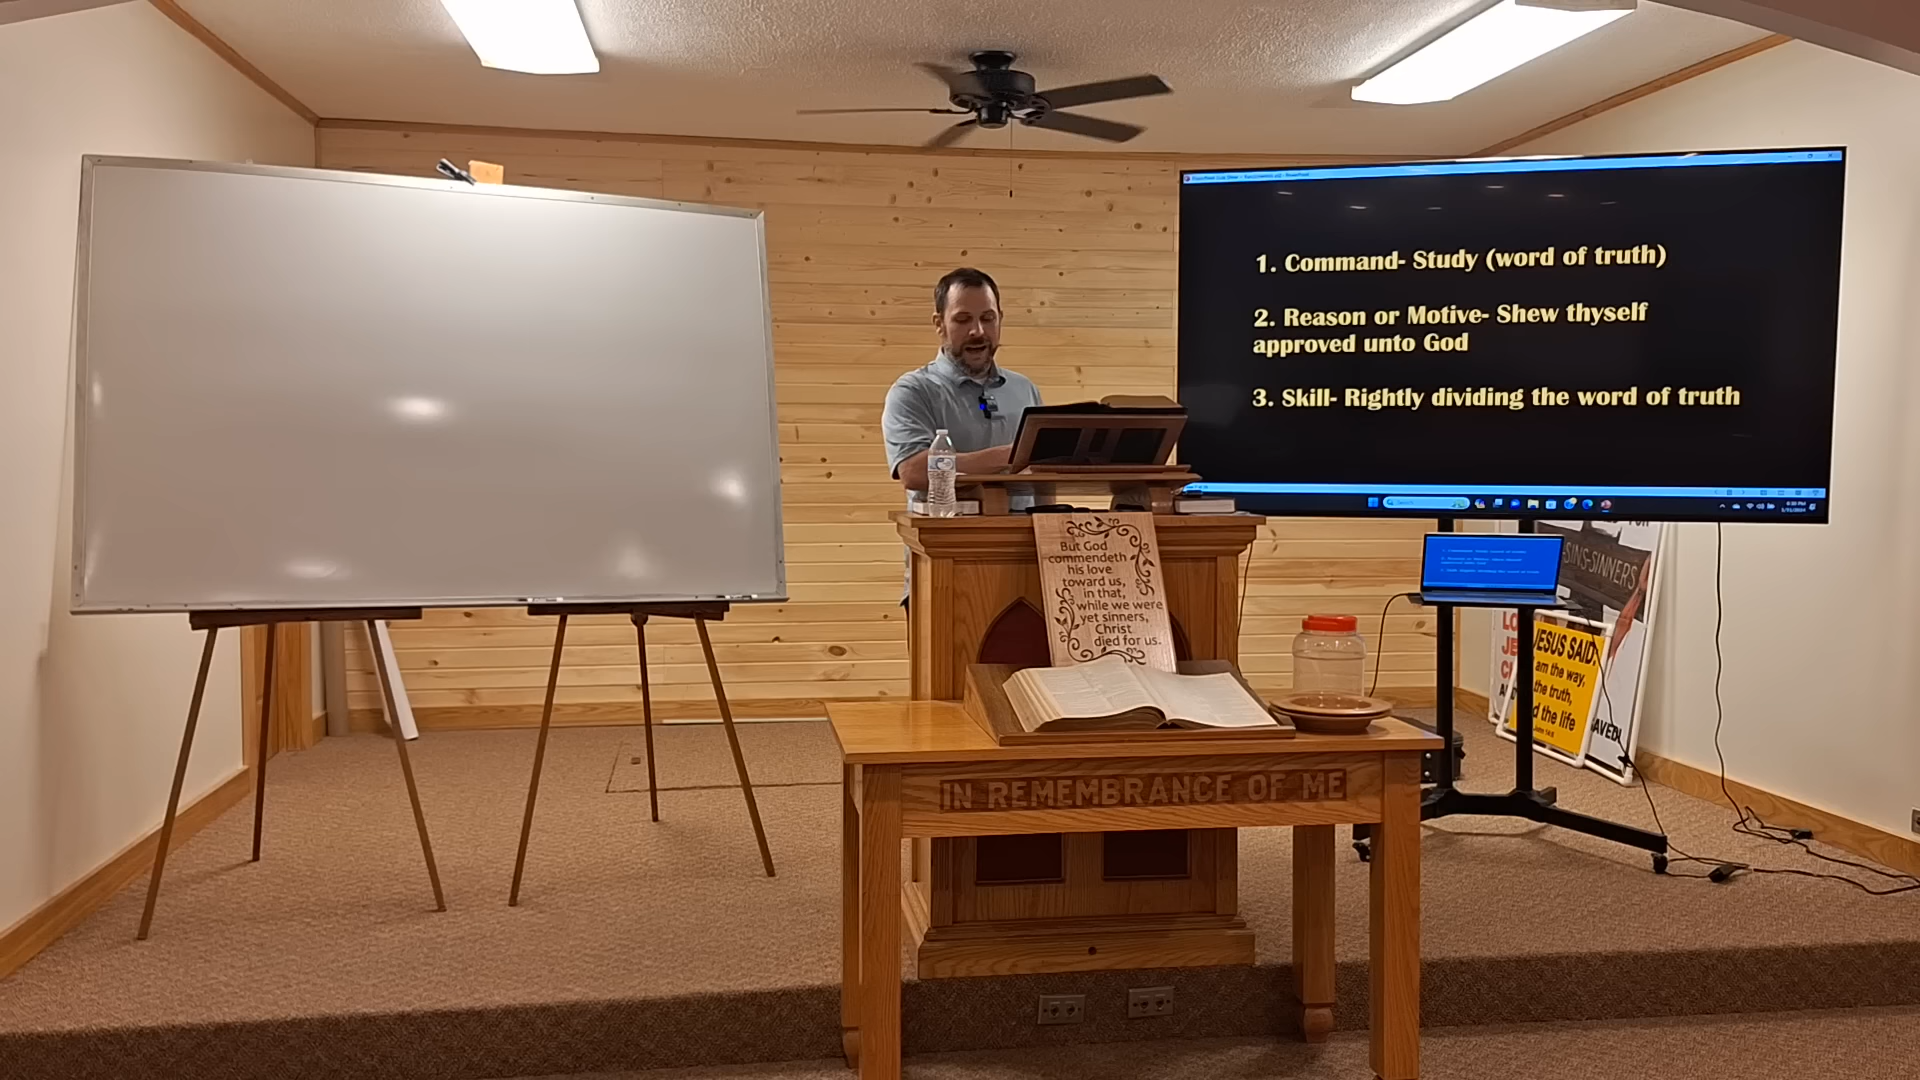 1. Command- Study (word of truth)
2. Reason or Motive- Shew thyself
approved unto God
3. Skill- Rightly dividing the word of truth
But God
commendeth
his love
toward us,
in that,
while we were
yet sinners,
Christ
died for us.
IN REMEMBRANCE OF ME
SINS-SINNERS
JESUS SAID,
am the way,
the truth,
d the life
AVED!